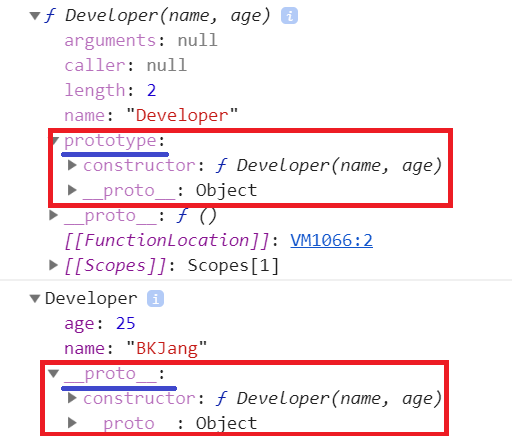 ▼ƒ Developer(name, age) i
arguments: null
caller: null
length: 2
name: "Developer"
▼prototype:
▶constructor: ƒ Developer(name, age)
▶__proto__: Object
▶__proto__: ƒ ()
[[FunctionLocation]]: VM1066:2
▶[[Scopes]]: Scopes[1]
▼Developer i
age: 25
name: "BKJang"
▼__proto__:
▶constructor: ƒ Developer(name, age)
▶__proto__: Object